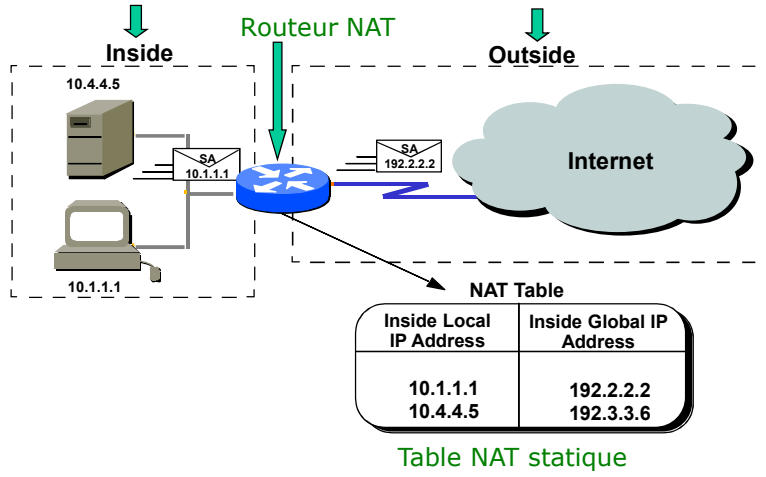 Routeur NAT
Inside
Outside
10.4.4.5
SA
10.1.1.1
SA
192.2.2.2
Internet
10.1.1.1
NAT Table
Inside Local
IP Address
Inside Global IP
Address
10.1.1.1
192.2.2.2
10.4.4.5
192.3.3.6
Table NAT statique